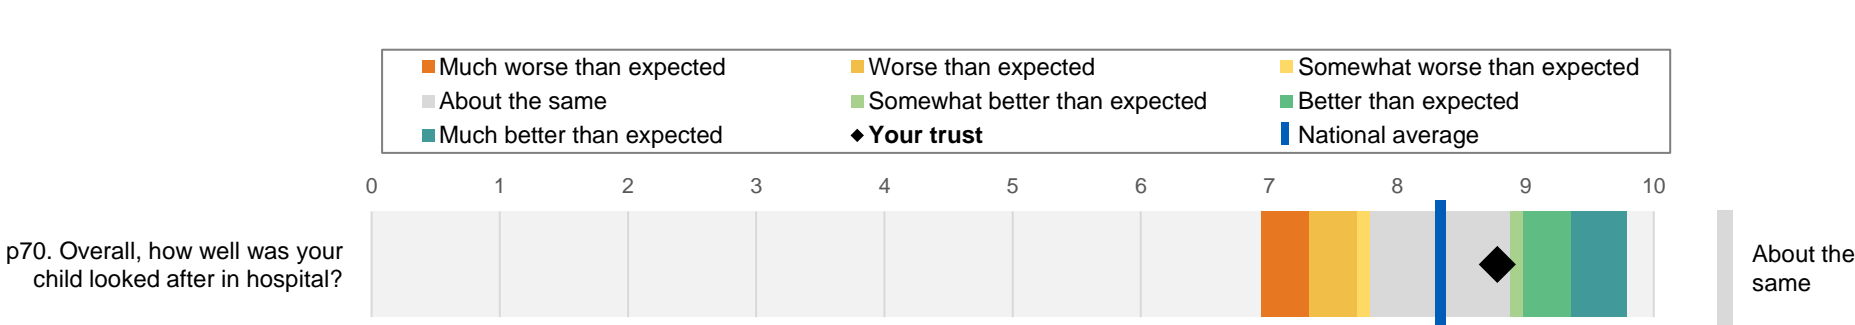 Much worse than expected
Worse than expected
Somewhat worse than expected
About the same
Somewhat better than expected
Better than expected
Much better than expected
Your trust
National average
0 1 2 3 4 5 6 7 8 9 10
p70. Overall, how well was your
child looked after in hospital?
About the
same